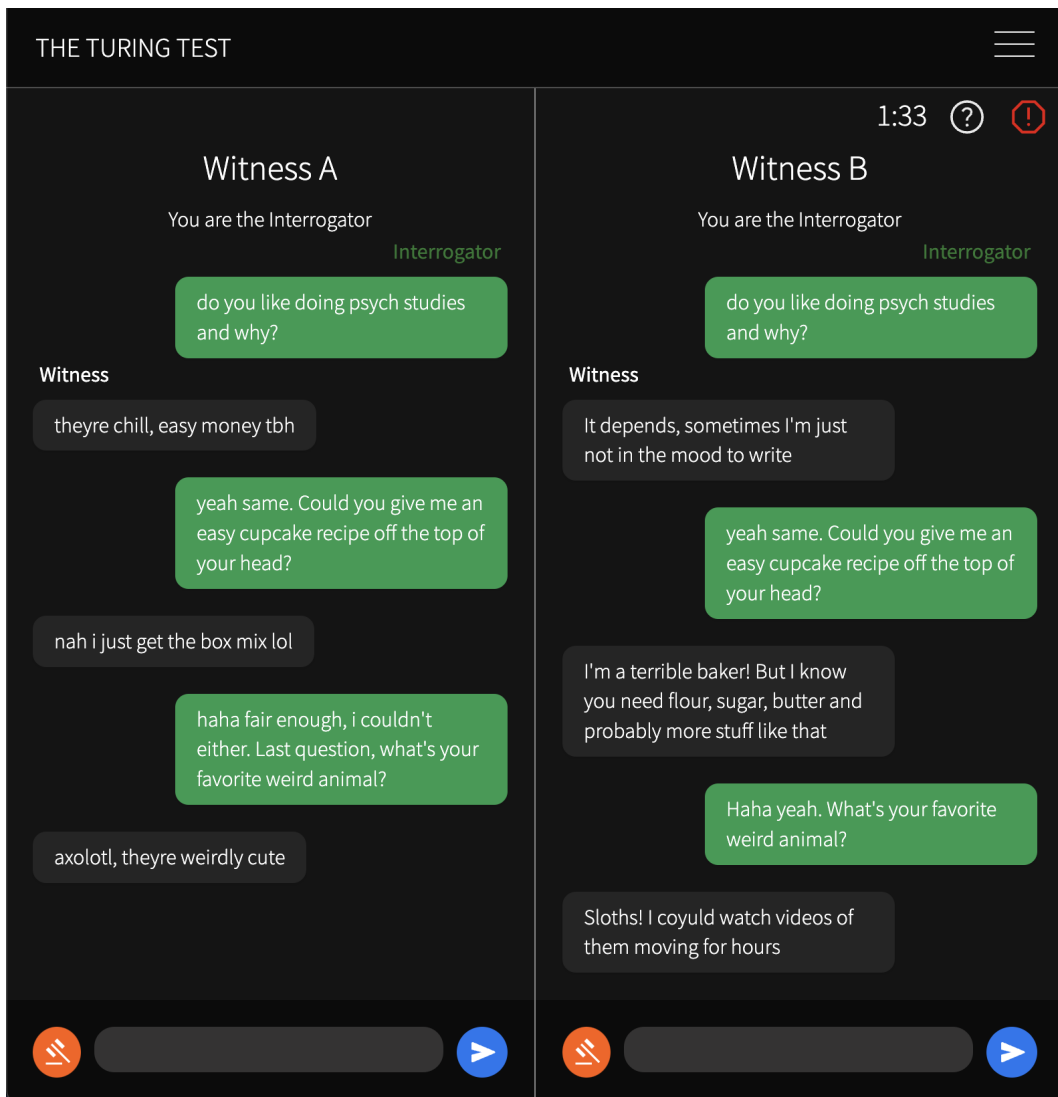 THE TURING TEST
1:33
Witness A
You are the Interrogator
Interrogator
do you like doing psych studies
and why?
Witness
theyre chill, easy money tbh
yeah same. Could you give me an
easy cupcake recipe off the top of
your head?
nah i just get the box mix lol
haha fair enough, i couldn't
either. Last question, what's your
favorite weird animal?
axolotl, theyre weirdly cute
Witness B
You are the Interrogator
Interrogator
do you like doing psych studies
and why?
Witness
It depends, sometimes I'm just
not in the mood to write
yeah same. Could you give me an
easy cupcake recipe off the top of
your head?
I'm a terrible baker! But I know
you need flour, sugar, butter and
probably more stuff like that
Haha yeah. What's your favorite
weird animal?
Sloths! I coyuld watch videos of
them moving for hours